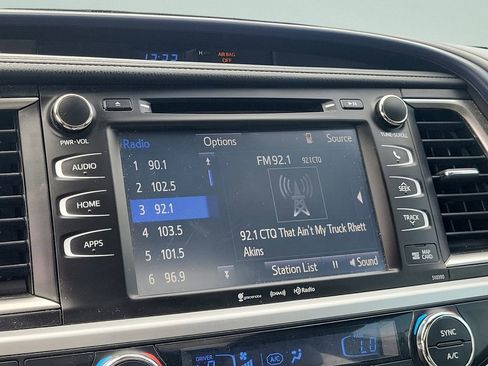 AIR BAG
OFF
PWR•VOL
TUNE•SCROLL
Radio Options Source
1 90.1
FM 92.1 92.1 CTQ
2 102.5
3 92.1
4 103.5
5 101.5
6 96.9
92.1 CTQ That Ain't My Truck Rhett
Akins
Station List
Sound
AUDIO
HOME
APPS
SEEK
TRACK
MAP
CARD
510390
gracenote
HD Radio
DRIVER
A/C
SYNC
A/C